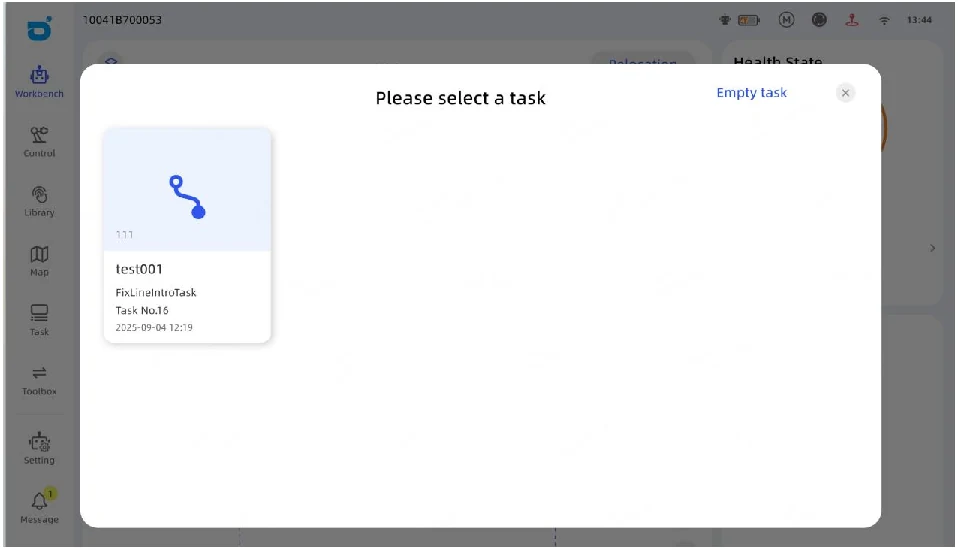 10041B700053
M
13:44
Workbench
Control
Library
Map
Task
Toolbox
Setting
1
Message
Relocating
Health State
Please select a task
Empty task
111
test001
FixLineIntroTask
Task No.16
2025-09-04 12:19